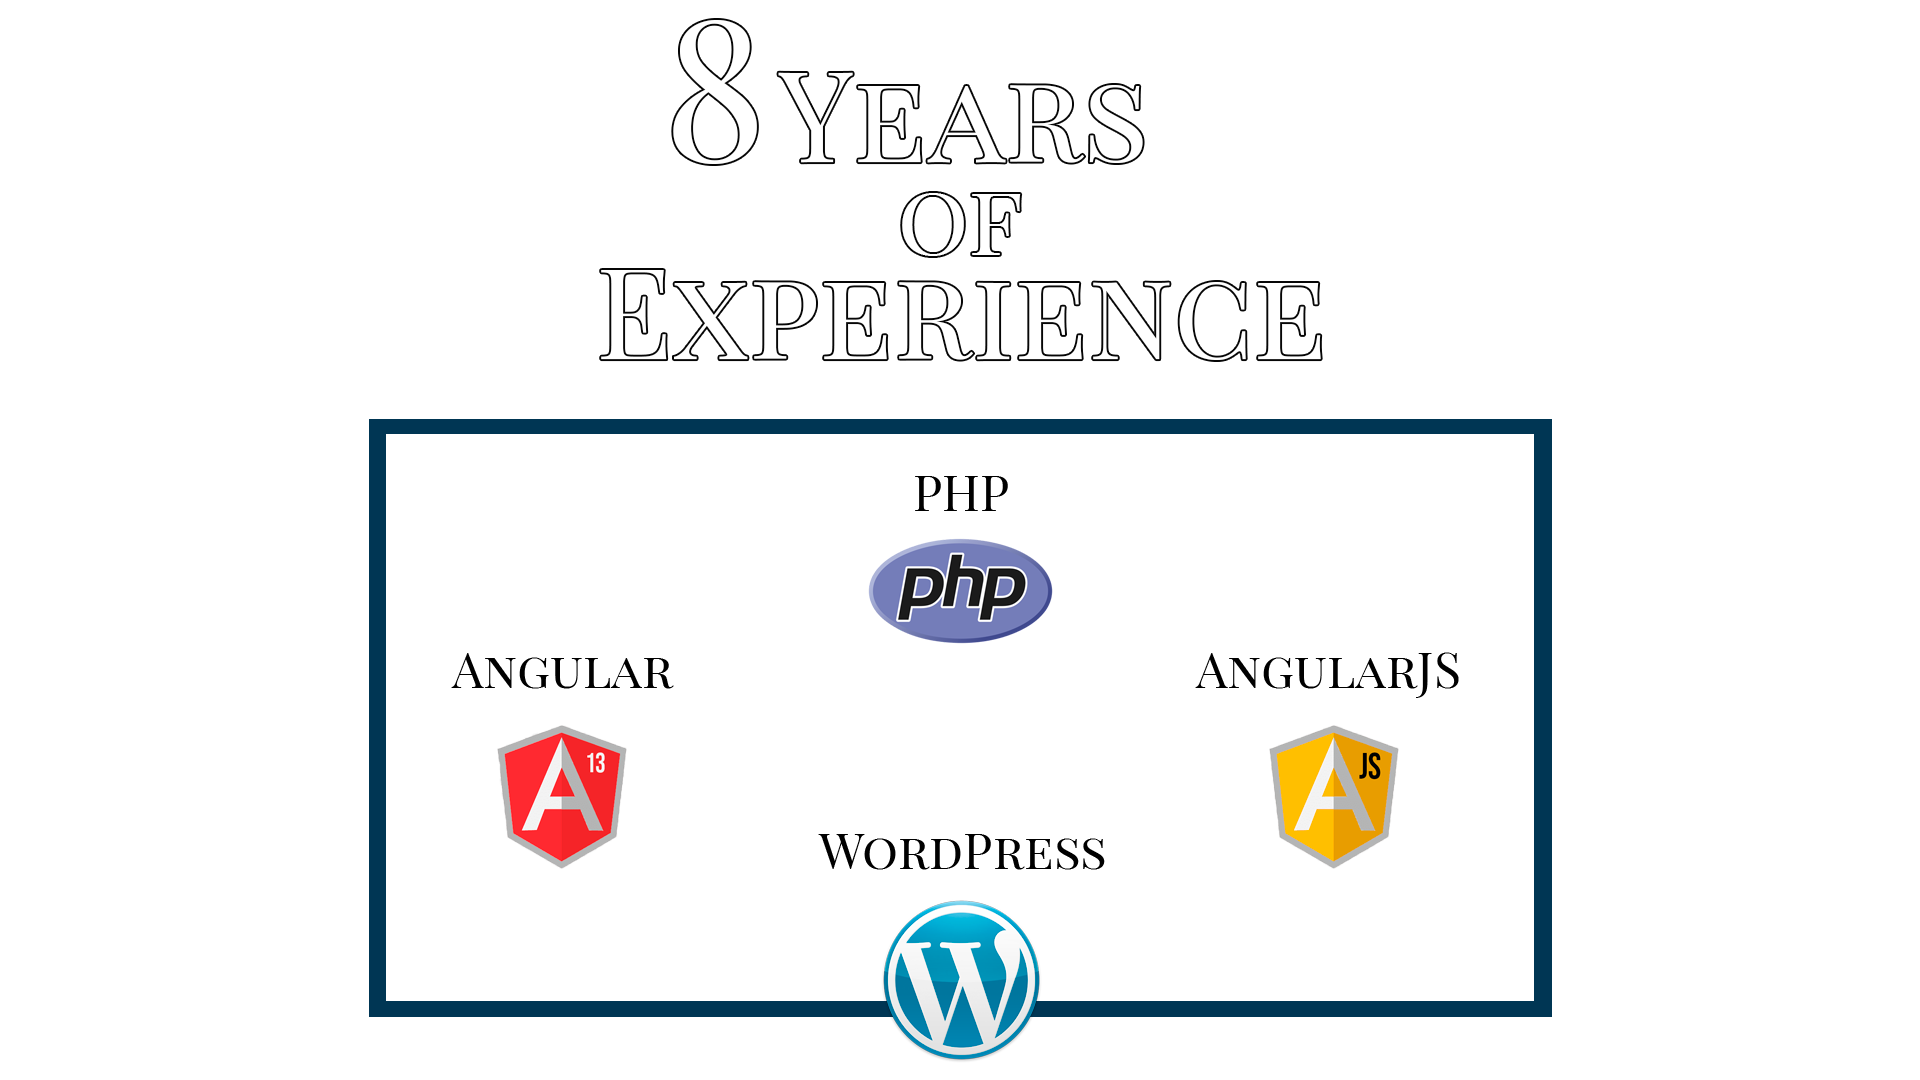 8 Years
of
Experience
PHP
php
Angular
AngularJS
13
JS
WordPress
W